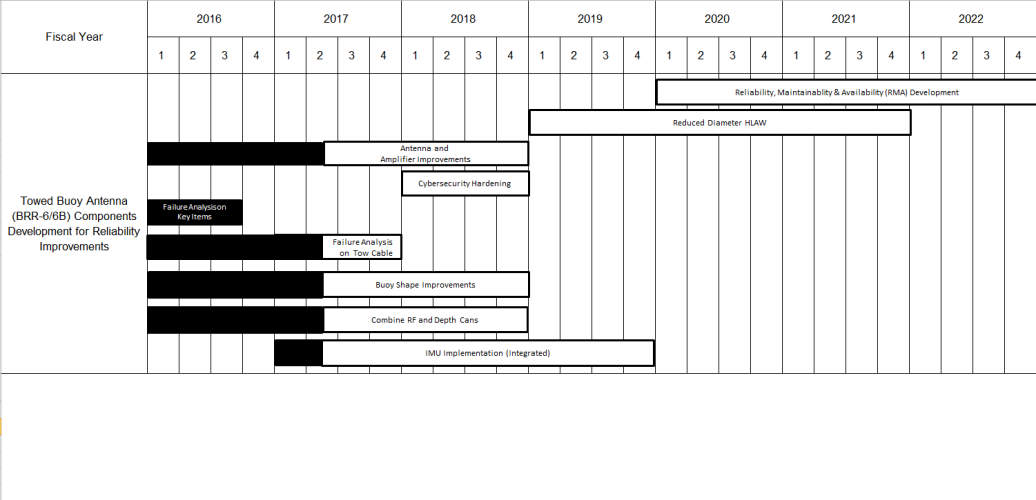 Fiscal Year
2016 2017 2018 2019 2020 2021 2022
1 2 3 4 1 2 3 4 1 2 3 4 1 2 3 4 1 2 3 4 1 2 3 4 1 2 3 4
Towed Buoy Antenna
(BRR-6/6B) Components
Development for Reliability
Improvements
Reliability, Maintainablity & Availability (RMA) Development
Reduced Diameter HLAW
Antenna and
Amplifier Improvements
Cybersecurity Hardening
Failure Analysis on
Key Items
Failure Analysis
on Tow Cable
Buoy Shape Improvements
Combine RF and Depth Cans
IMU Implementation (Integrated)